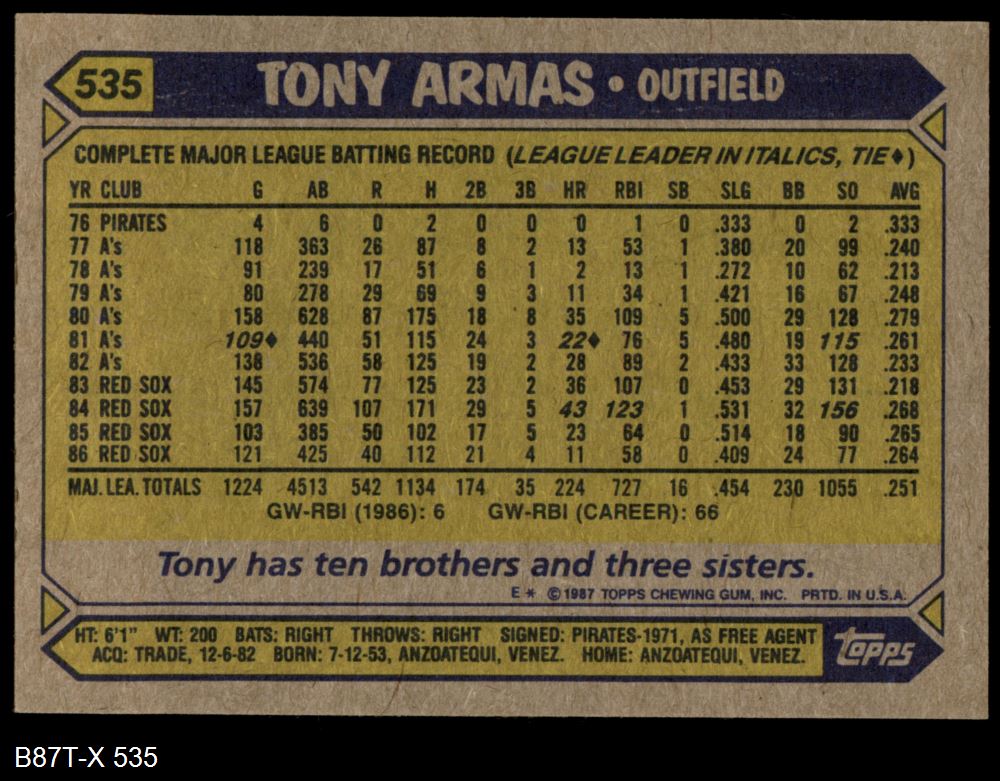 535 TONY ARMAS • OUTFIELD
COMPLETE MAJOR LEAGUE BATTING RECORD (LEAGUE LEADER IN ITALICS, TIE♦)
YR CLUB G AB R H 2B 3B HR RBI SB SLG BB SO AVG
76 PIRATES 4 6 0 2 0 0 0 1 0 .333 0 2 .333
77 A's 118 363 26 87 8 2 13 53 1 .380 20 99 .240
78 A's 91 239 17 51 6 1 2 13 1 .272 10 62 .213
79 A's 80 278 29 69 9 3 11 34 1 .421 16 67 .248
80 A's 158 628 87 175 18 8 35 109 5 .500 29 128 .279
81 A's 109♦ 440 51 115 24 3 22♦ 76 5 .480 19 115 .261
82 A's 138 536 58 125 19 2 28 89 2 .433 33 128 .233
83 RED SOX 145 574 77 125 23 2 36 107 0 .453 29 131 .218
84 RED SOX 157 639 107 171 29 5 43 123 1 .531 32 156 .268
85 RED SOX 103 385 50 102 17 5 23 64 0 .514 18 90 .265
86 RED SOX 121 425 40 112 21 4 11 58 0 .409 24 77 .264
MAJ. LEA. TOTALS 1224 4513 542 1134 174 35 224 727 16 .454 230 1055 .251
GW-RBI (1986): 6 GW-RBI (CAREER): 66
Tony has ten brothers and three sisters.
E * ©1987 TOPPS CHEWING GUM, INC. PRTD. IN U.S.A.
HT: 6'1" WT: 200 BATS: RIGHT THROWS: RIGHT SIGNED: PIRATES-1971, AS FREE AGENT
ACQ: TRADE, 12-6-82 BORN: 7-12-53, ANZOATEQUI, VENEZ. HOME: ANZOATEQUI, VENEZ.
Topps
B87T-X 535